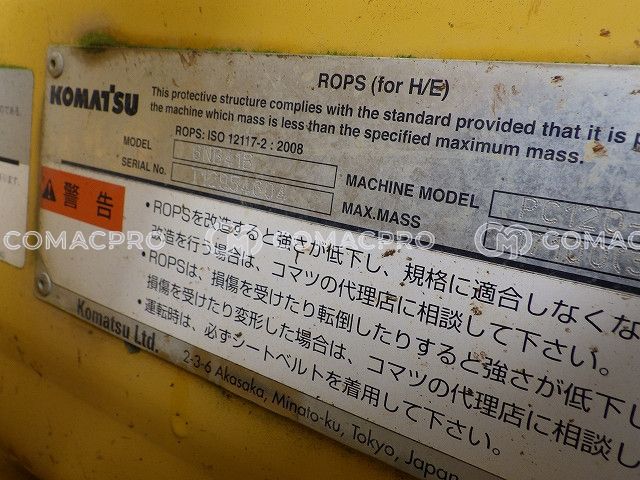 ROPS (for H/E)
KOMATSU
This protective structure complies with the standard provided that it is p
the machine which mass is less than the specified maximum mass.
ROPS: ISO 12117-2 : 2008
MODEL
SERIAL No.
MACHINE MODEL
MAX.MASS
警告
・ROPSを改造すると強さが低下し、規格に適合しなくな
改造を行う場合は、コマツの代理店に相談して下さい。
・ROPSは、損傷を受けたり転倒したりすると強さが低下し
損傷を受けたり変形した場合は、コマツの代理店に相談し
・運転時は、必ずシートベルトを着用して下さい。
Komatsu Ltd.
2-3-6 Akasaka, Minato-ku, Tokyo, Japan
COMACPRO COMACPRO COMACPRO